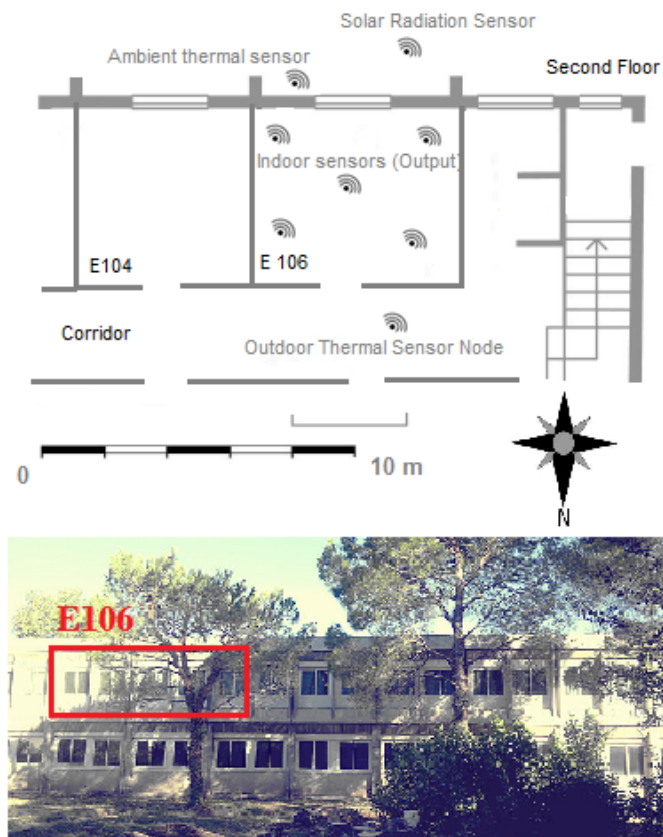 Solar Radiation Sensor
Ambient thermal sensor
Second Floor
Indoor sensors (Output)
E104
E 106
Corridor
Outdoor Thermal Sensor Node
0
10 m
N
E106